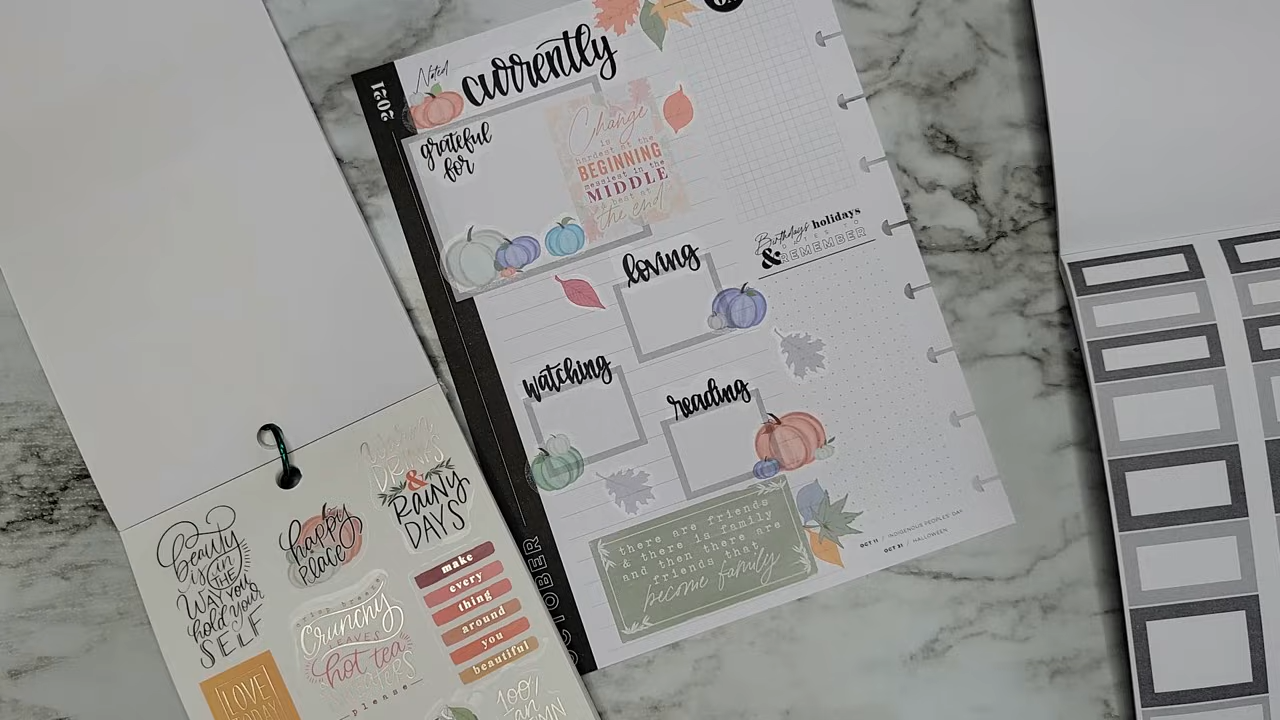 2021
Noted
currently
grateful
for
Change
is
hardest at the
BEGINNING
messiest in the
MIDDLE
best at
the end
loving
Birthdays holidays
& REMEMBER
watching
reading
there are friends
& there is family
and then there are
friends that
become family
OCT 11 / INDIGENOUS PEOPLES' DAY
OCT 31 / HALLOWEEN
OCTOBER
DRINKS
&
RAINY
DAYS
beauty
is in
THE
WAY you
hold your
SELF
happy
place
Crunchy
LEAVES
hot tea
please
make
every
thing
around
you
beautiful
LOVE
TODAY
100%
an